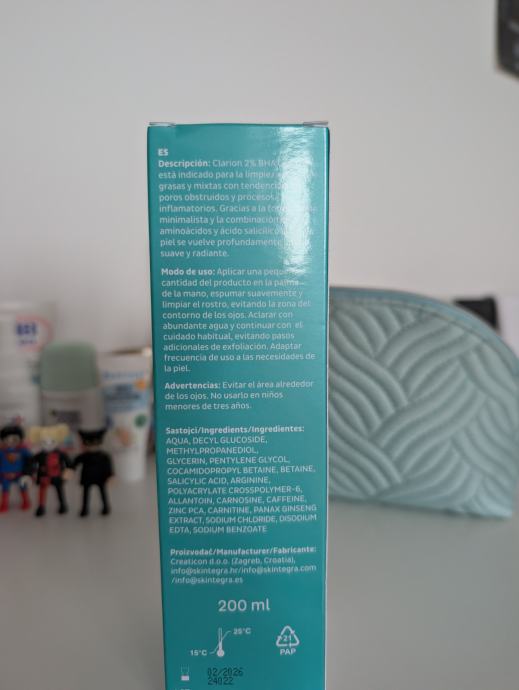 ES
Descripción: Clarion 2% BHA
está indicado para la
grasas y mixtas con
poros obstruidos y procesos
inflamatorios. Gracias a la
minimalista y la combinación
aminoácidos y ácido
piel se vuelve profundamente
suave y radiante.
Modo de uso: Aplicar una
cantidad del producto en la palma
de la mano, espumar suavemente y
limpiar el rostro, evitando la zona del
contorno de los ojos. Aclarar con
abundante agua y continuar con el
cuidado habitual, evitando pasos
adicionales de exfoliación. Adaptar
frecuencia de uso a las necesidades de
la piel.
Advertencias: Evitar el área alrededor
de los ojos. No usarlo en niños
menores de tres años.
Sastojci/Ingredients/Ingredientes:
AQUA, DECYL GLUCOSIDE,
METHYLPROPANEDIOL,
GLYCERIN, PENTYLENE GLYCOL,
COCAMIDOPROPYL BETAINE, BETAINE,
SALICYLIC ACID, ARGININE,
POLYACRYLATE CROSSPOLYMER-6,
ALLANTOIN, CARNOSINE, CAFFEINE,
ZINC PCA, CARNITINE, PANAX GINSENG
EXTRACT, SODIUM CHLORIDE, DISODIUM
EDTA, SODIUM BENZOATE
Proizvođač/Manufacturer/Fabricante:
Creaticon d.o.o. (Zagreb, Croatia),
info@skintegra.hr/info@skintegra.com
/info@skintegra.es
200 ml
25°C
15°C
21
PAP
02/2026
24022